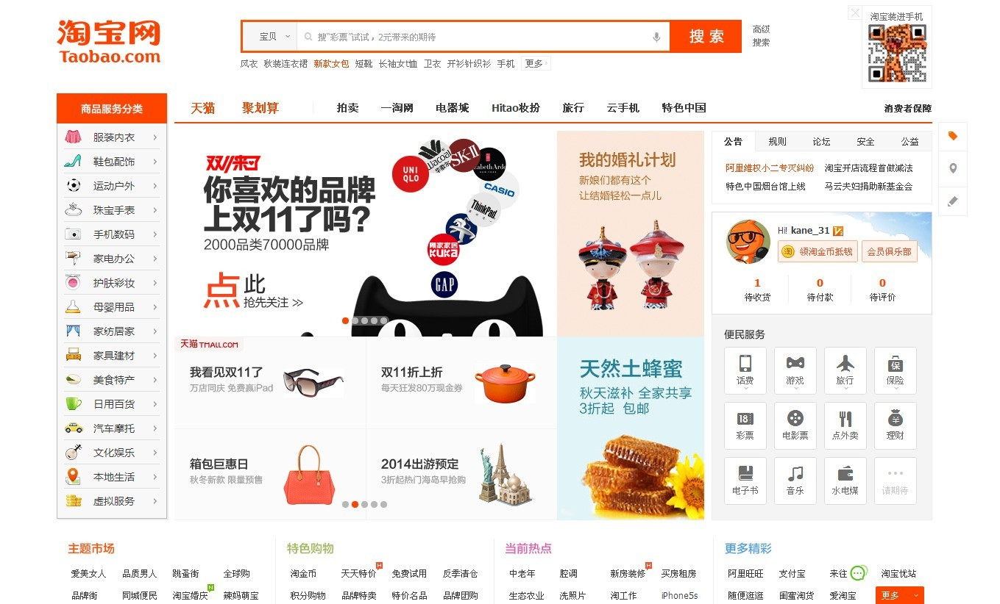 淘宝网
Taobao.com
宝贝
搜"彩票"试试，2元带来的期待
搜 索
高级
搜索
淘宝装进手机
风衣 秋装连衣裙 新款女包 短靴 长袖女t恤 卫衣 开衫针织衫 手机 更多
商品服务分类
天猫 聚划算 拍卖 一淘网 电器城 Hitao妆扮 旅行 云手机 特色中国
消费者保障
服装内衣
鞋包配饰
运动户外
珠宝手表
手机数码
家电办公
护肤彩妆
母婴用品
家纺居家
家具建材
美食特产
日用百货
汽车摩托
文化娱乐
本地生活
虚拟服务
双11来了
你喜欢的品牌
上双11了吗?
2000品类70000品牌
点此
抢先关注 >>
UNI
QLO
Wacoal
SK-II
CASIO
ThinkPad
顾家家居
KUKa
GAP
我的婚礼计划
新娘们都有这个
让结婚轻松一点儿
天猫 TMALL.COM
我看见双11了
万店同庆 免费赢iPad
双11折上折
每天狂发80万现金券
箱包巨惠日
秋冬新款 限量预售
2014出游预定
3折起热门海岛早抢购
天然土蜂蜜
秋天滋补 全家共享
3折起 包邮
公告 规则 论坛 安全 公益
阿里维权小二专灭纠纷 淘宝开店流程首做减法
特色中国烟台馆上线 马云夫妇捐助新基金会
Hi! kane_31
淘 领淘金币抵钱 会员俱乐部
1 0 0
待收货 待付款 待评价
便民服务
话费 游戏 旅行 保 保险
18 彩票 电影票 点外卖 理财
电子书 音乐 水电煤 请期待
主题市场
爱美女人 品质男人 跳蚤街 全球购
品牌街 同城便民 淘宝婚庆 N 辣妈萌宝
特色购物
淘金币 天天特价 H 免费试用 反季清仓
积分购物 品牌特卖 特价名品 品牌团购
当前热点
中老年 腔调 新房装修 H 买房租房
生态农业 洗照片 淘工作 iPhone5s
更多精彩
阿里旺旺 支付宝 来往 淘宝优站
随便逛逛 闺蜜淘货 爱淘宝 更多